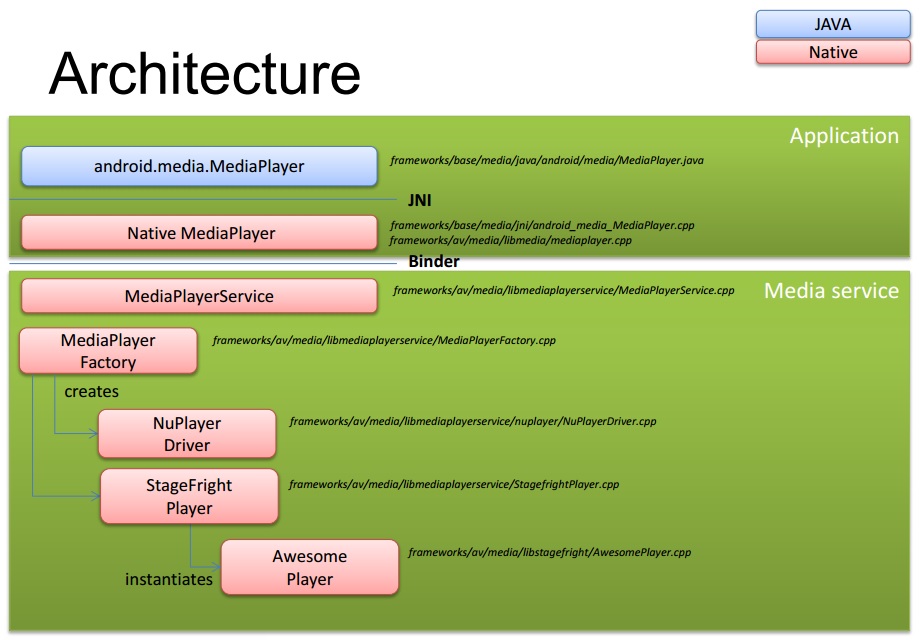 JAVA
Native
Architecture
Application
android.media.MediaPlayer
frameworks/base/media/java/android/media/MediaPlayer.java
JNI
Native MediaPlayer
frameworks/base/media/jni/android_media_MediaPlayer.cpp
frameworks/av/media/libmedia/mediaplayer.cpp
Binder
MediaPlayerService
frameworks/av/media/libmediaplayerservice/MediaPlayerService.cpp
Media service
MediaPlayer
Factory
frameworks/av/media/libmediaplayerservice/MediaPlayerFactory.cpp
creates
NuPlayer
Driver
frameworks/av/media/libmediaplayerservice/nuplayer/NuPlayerDriver.cpp
StageFright
Player
frameworks/av/media/libmediaplayerservice/StagefrightPlayer.cpp
Awesome
Player
frameworks/av/media/libstagefright/AwesomePlayer.cpp
instantiates